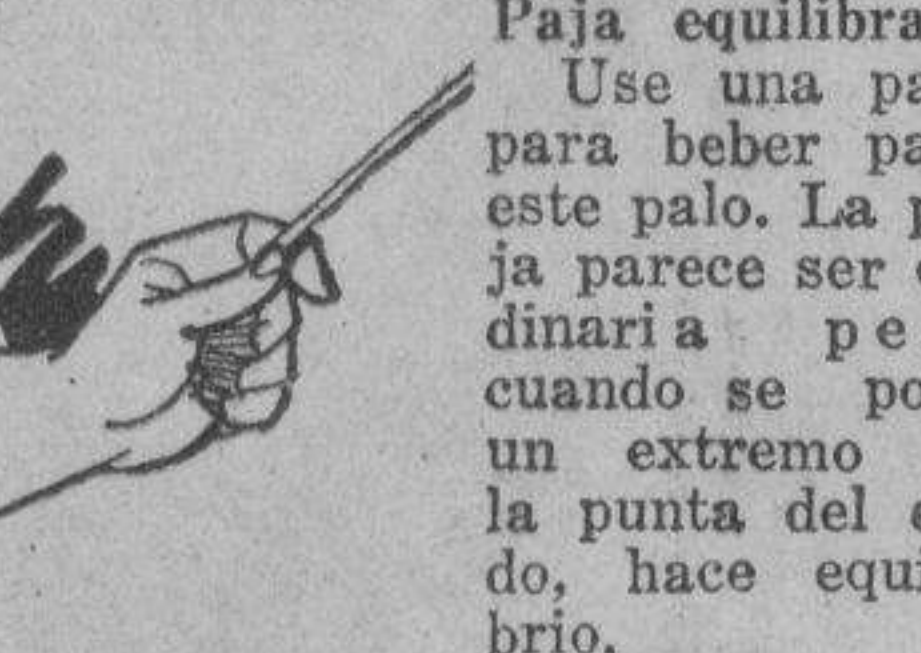 Paja equilibra
Use una pa
para beber pa
este palo. La p
ja parece ser
dinari a pe
cuando se po
un extremo
la punta del
do, hace equi
brio.